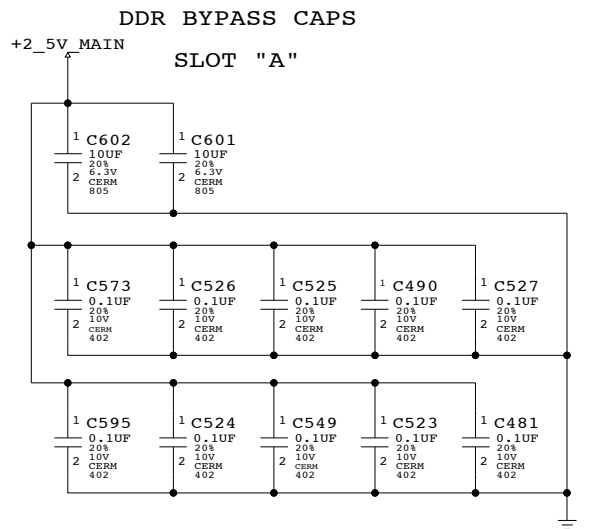 DDR BYPASS CAPS
+2_5V_MAIN
SLOT "A"
1 C602
10UF
20%
6.3V
2 CERM
805
1 C601
10UF
20%
6.3V
2 CERM
805
1 C573
0.1UF
20%
10V
2 CERM
402
1 C526
0.1UF
20%
10V
2 CERM
402
1 C525
0.1UF
20%
10V
2 CERM
402
1 C490
0.1UF
20%
10V
2 CERM
402
1 C527
0.1UF
20%
10V
2 CERM
402
1 C595
0.1UF
20%
10V
2 CERM
402
1 C524
0.1UF
20%
10V
2 CERM
402
1 C549
0.1UF
20%
10V
2 CERM
402
1 C523
0.1UF
20%
10V
2 CERM
402
1 C481
0.1UF
20%
10V
2 CERM
402